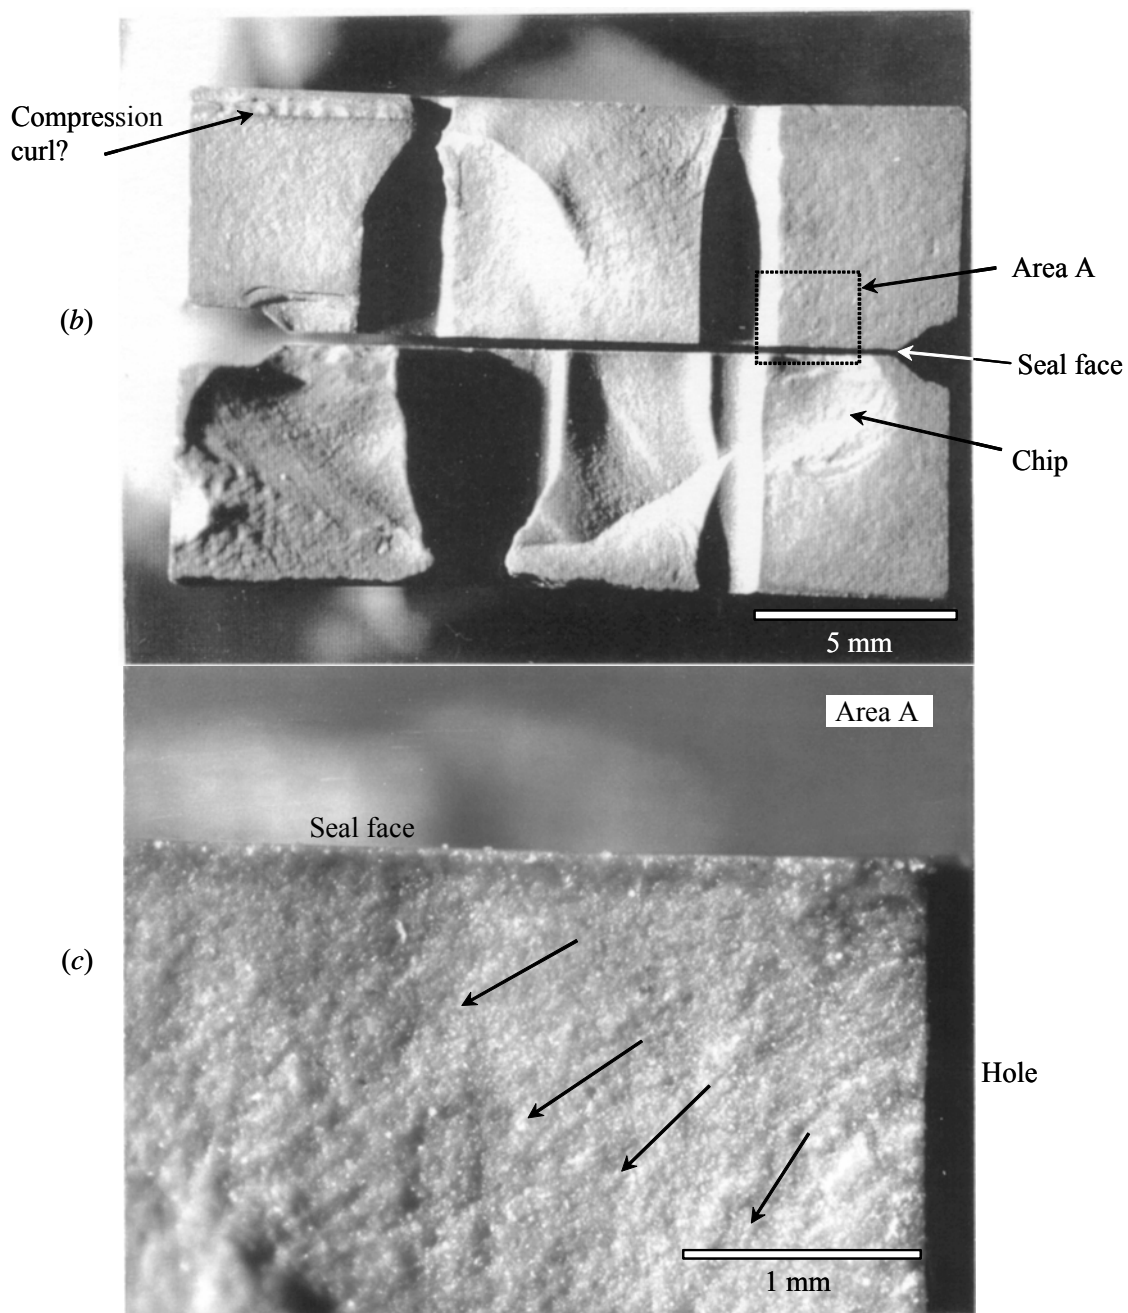 Compression
curl?
(b)
Area A
Seal face
Chip
5 mm
Area A
Seal face
(c)
Hole
1 mm